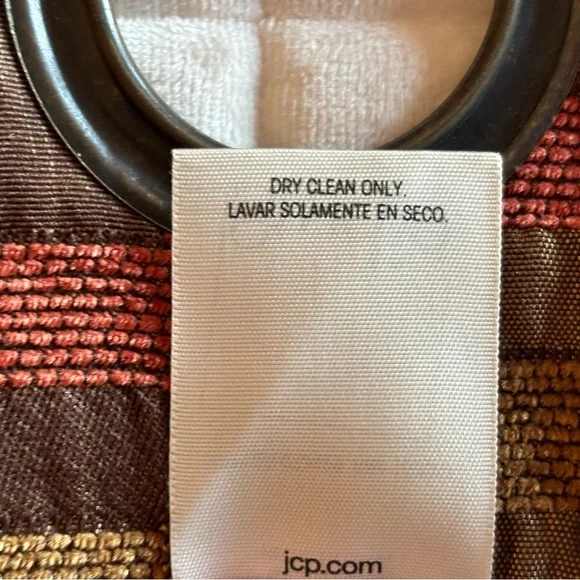 DRY CLEAN ONLY.
LAVAR SOLAMENTE EN SECO.
jcp.com